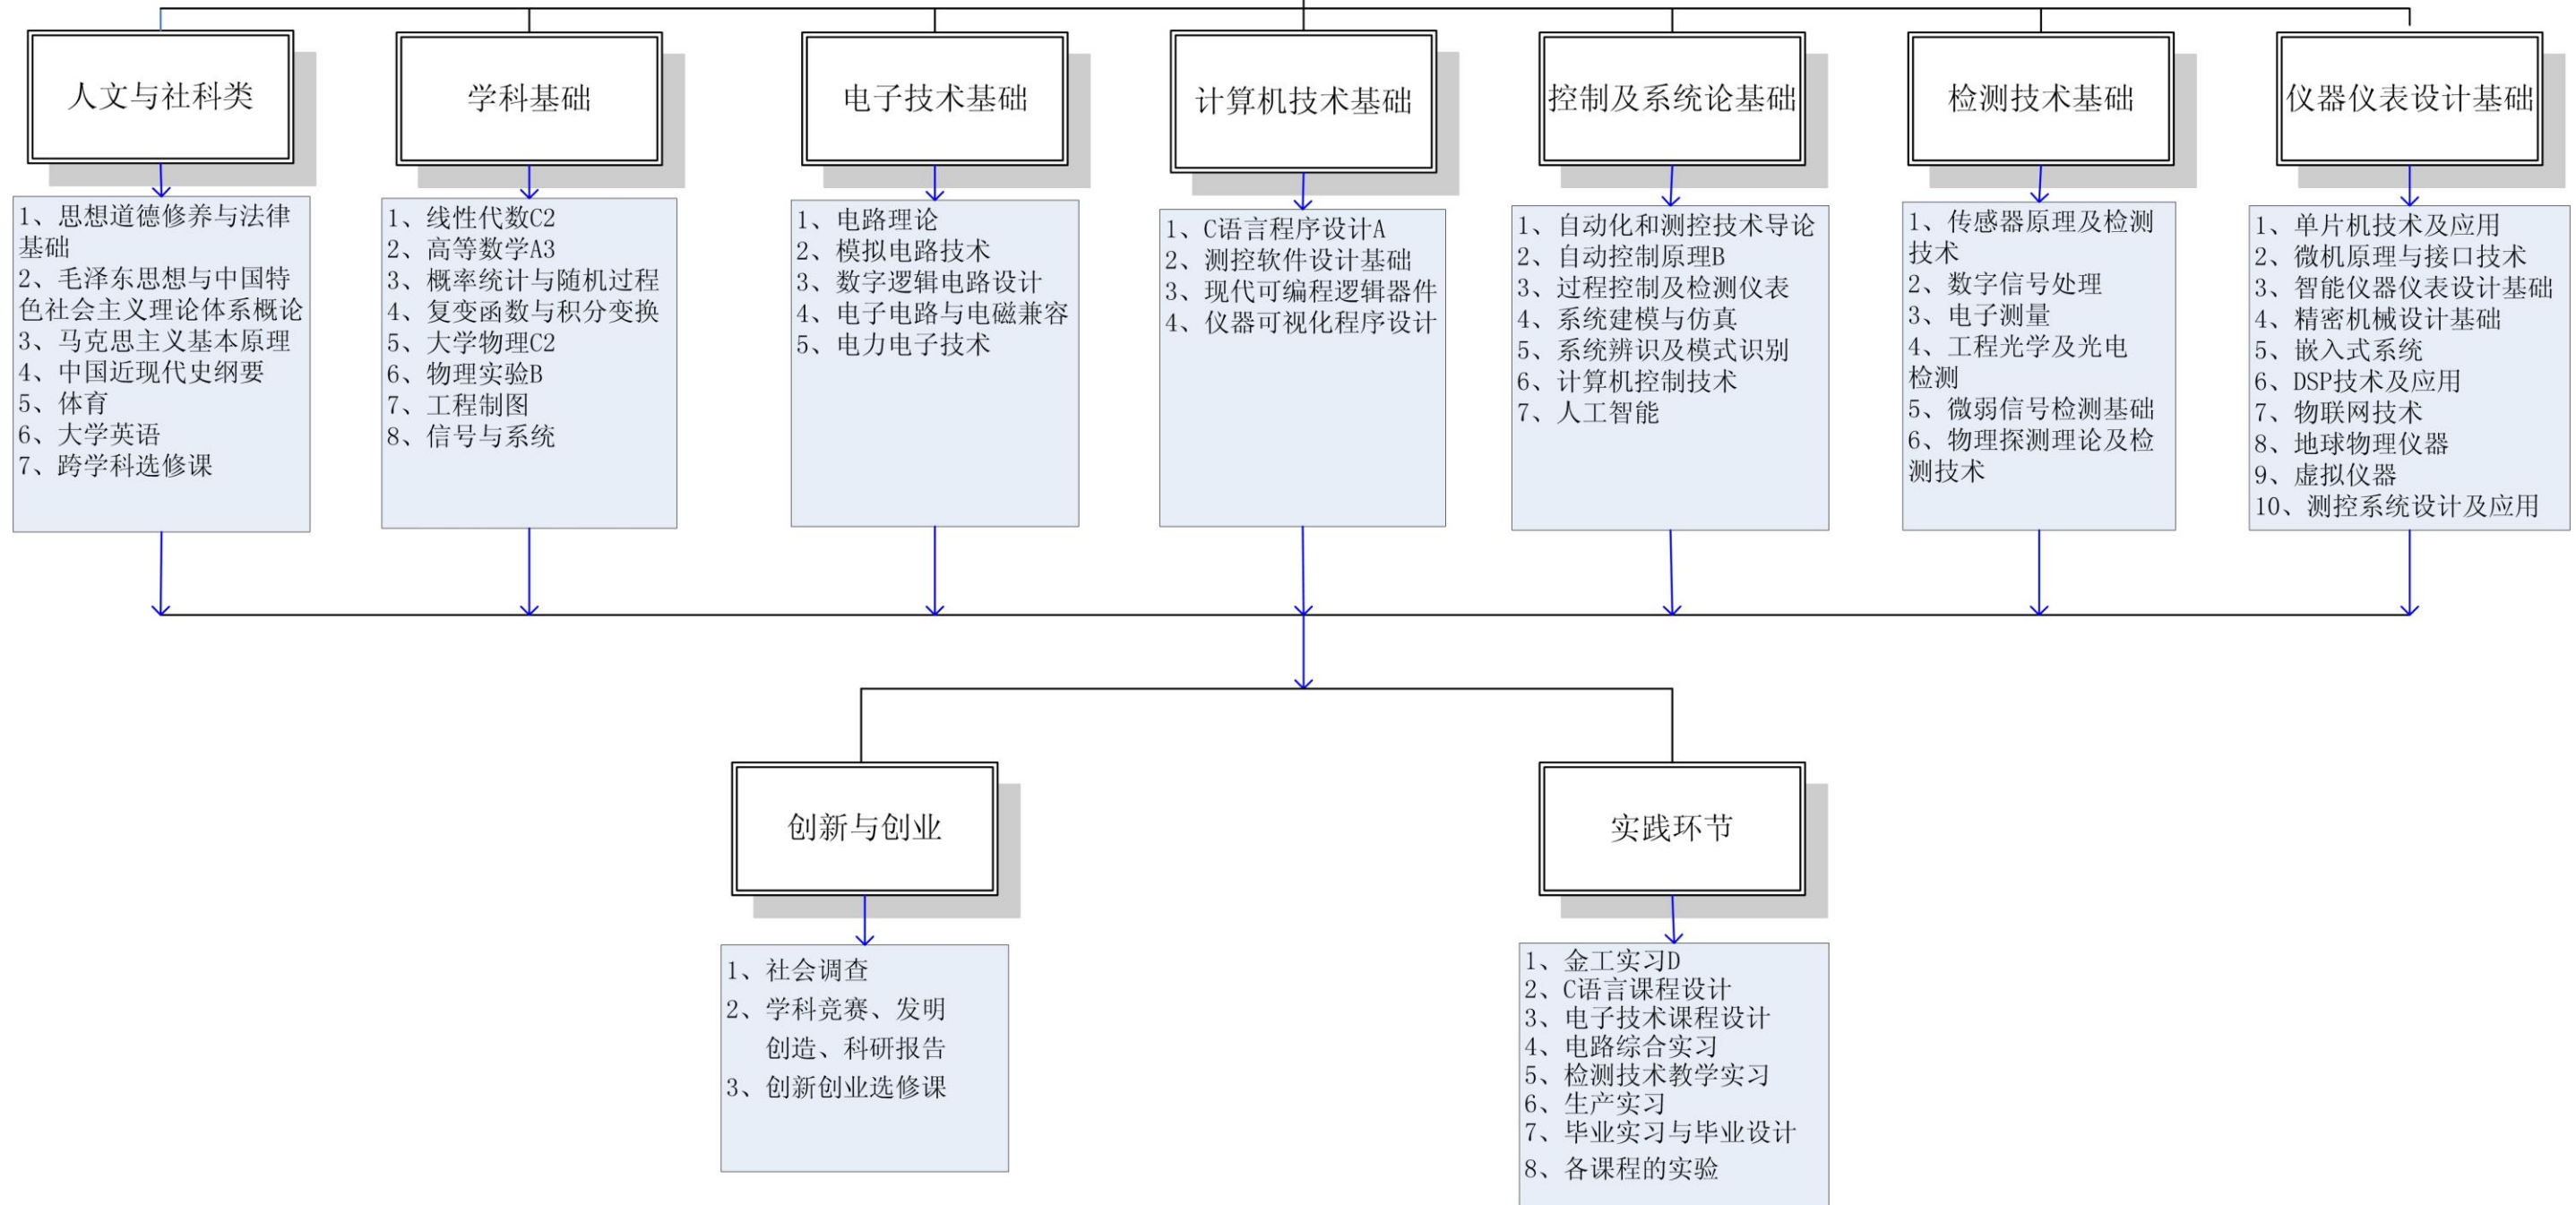 人文与社科类
学科基础
电子技术基础
计算机技术基础
控制及系统论基础
检测技术基础
仪器仪表设计基础
1、思想道德修养与法律
基础
2、毛泽东思想与中国特
色社会主义理论体系概论
3、马克思主义基本原理
4、中国近现代史纲要
5、体育
6、大学英语
7、跨学科选修课
1、线性代数C2
2、高等数学A3
3、概率统计与随机过程
4、复变函数与积分变换
5、大学物理C2
6、物理实验B
7、工程制图
8、信号与系统
1、电路理论
2、模拟电路技术
3、数字逻辑电路设计
4、电子电路与电磁兼容
5、电力电子技术
1、C语言程序设计A
2、测控软件设计基础
3、现代可编程逻辑器件
4、仪器可视化程序设计
1、自动化和测控技术导论
2、自动控制原理B
3、过程控制及检测仪表
4、系统建模与仿真
5、系统辨识及模式识别
6、计算机控制技术
7、人工智能
1、传感器原理及检测
技术
2、数字信号处理
3、电子测量
4、工程光学及光电
检测
5、微弱信号检测基础
6、物理探测理论及检
测技术
1、单片机技术及应用
2、微机原理与接口技术
3、智能仪器仪表设计基础
4、精密机械设计基础
5、嵌入式系统
6、DSP技术及应用
7、物联网技术
8、地球物理仪器
9、虚拟仪器
10、测控系统设计及应用
创新与创业
实践环节
1、社会调查
2、学科竞赛、发明
创造、科研报告
3、创新创业选修课
1、金工实习D
2、C语言课程设计
3、电子技术课程设计
4、电路综合实习
5、检测技术教学实习
6、生产实习
7、毕业实习与毕业设计
8、各课程的实验